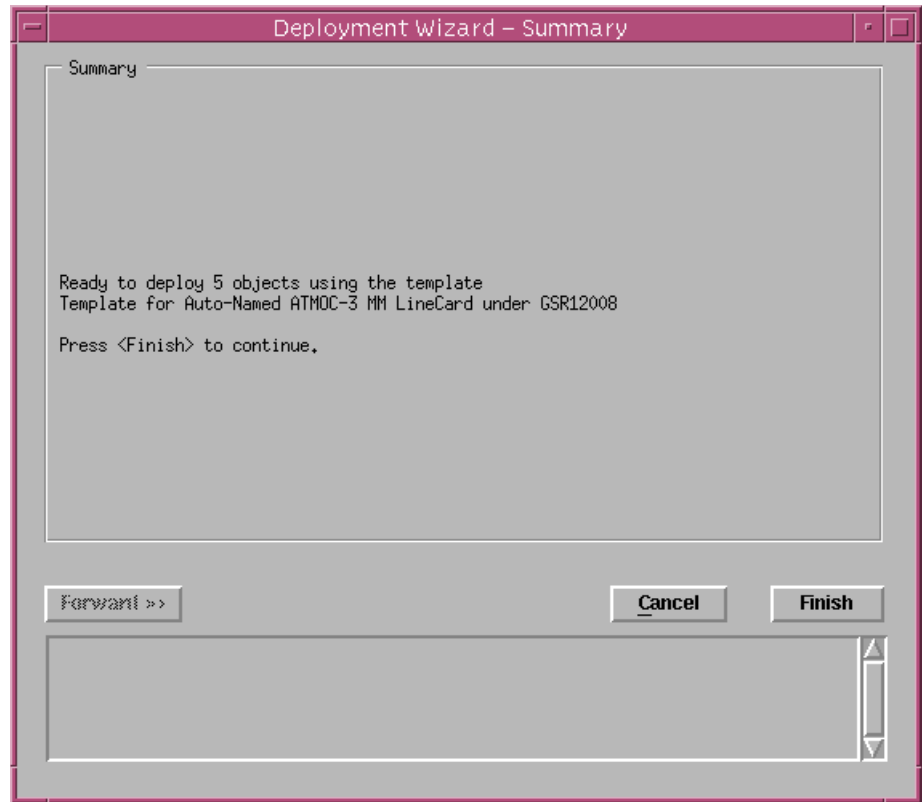 Deployment Wizard – Summary
Summary
Ready to deploy 5 objects using the template
Template for Auto-Named ATMOC-3 MM LineCard under GSR12008
Press <Finish> to continue.
Forward >>
Cancel
Finish